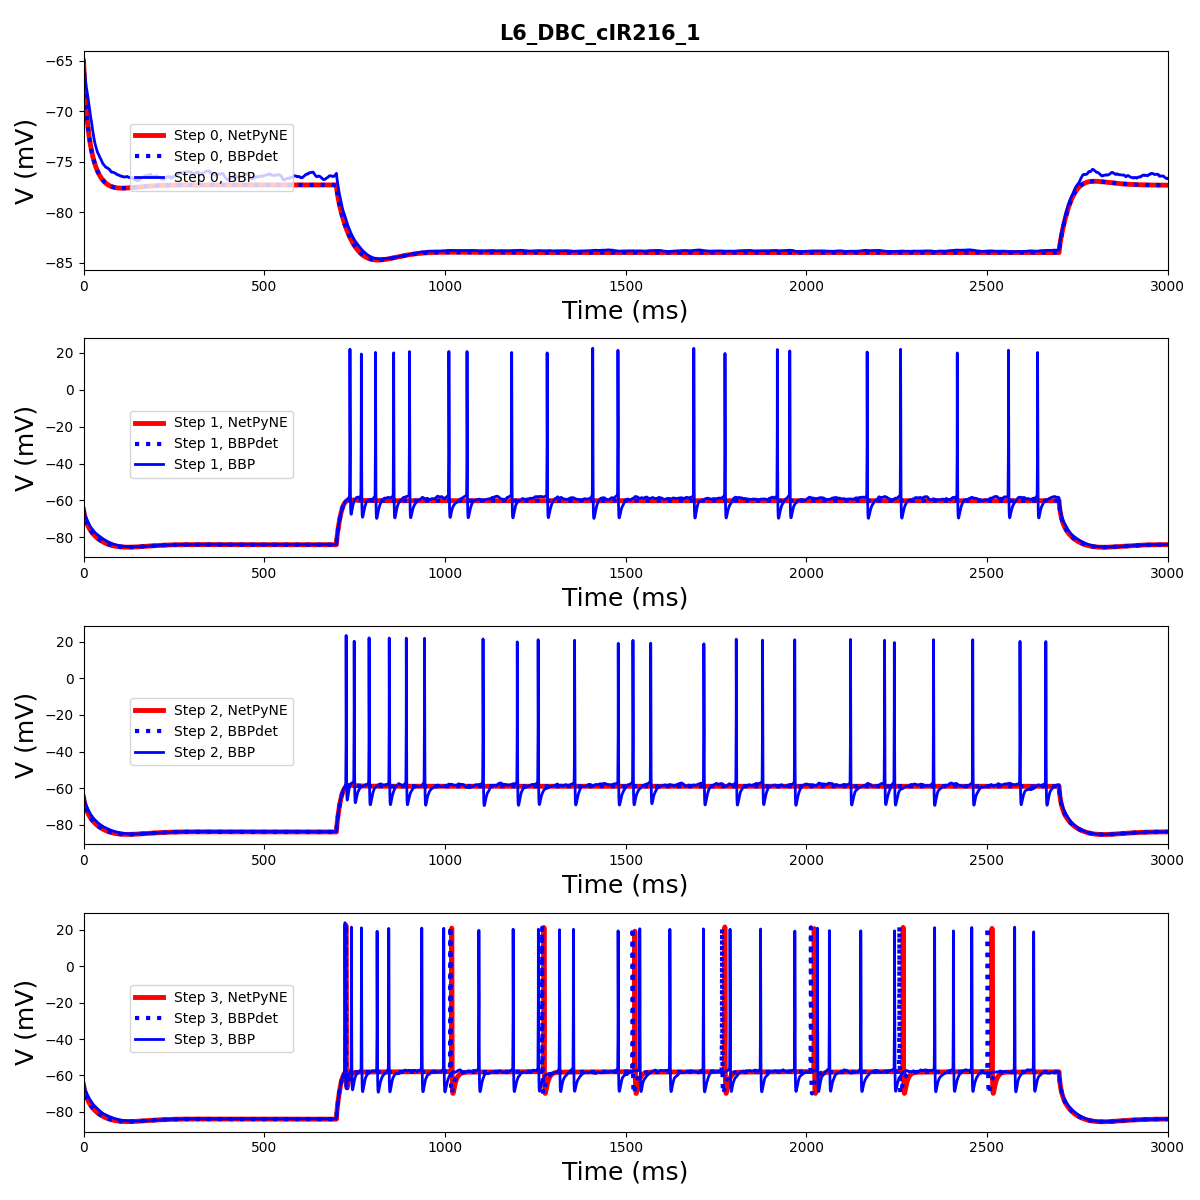 L6_DBC_cIR216_1
−65
−70
−75
−80
−85
V (mV)
Step 0, NetPyNE
Step 0, BBPdet
Step 0, BBP
0 500 1000 1500 2000 2500 3000
Time (ms)
20
0
−20
−40
−60
−80
V (mV)
Step 1, NetPyNE
Step 1, BBPdet
Step 1, BBP
0 500 1000 1500 2000 2500 3000
Time (ms)
20
0
−20
−40
−60
−80
V (mV)
Step 2, NetPyNE
Step 2, BBPdet
Step 2, BBP
0 500 1000 1500 2000 2500 3000
Time (ms)
20
0
−20
−40
−60
−80
V (mV)
Step 3, NetPyNE
Step 3, BBPdet
Step 3, BBP
0 500 1000 1500 2000 2500 3000
Time (ms)